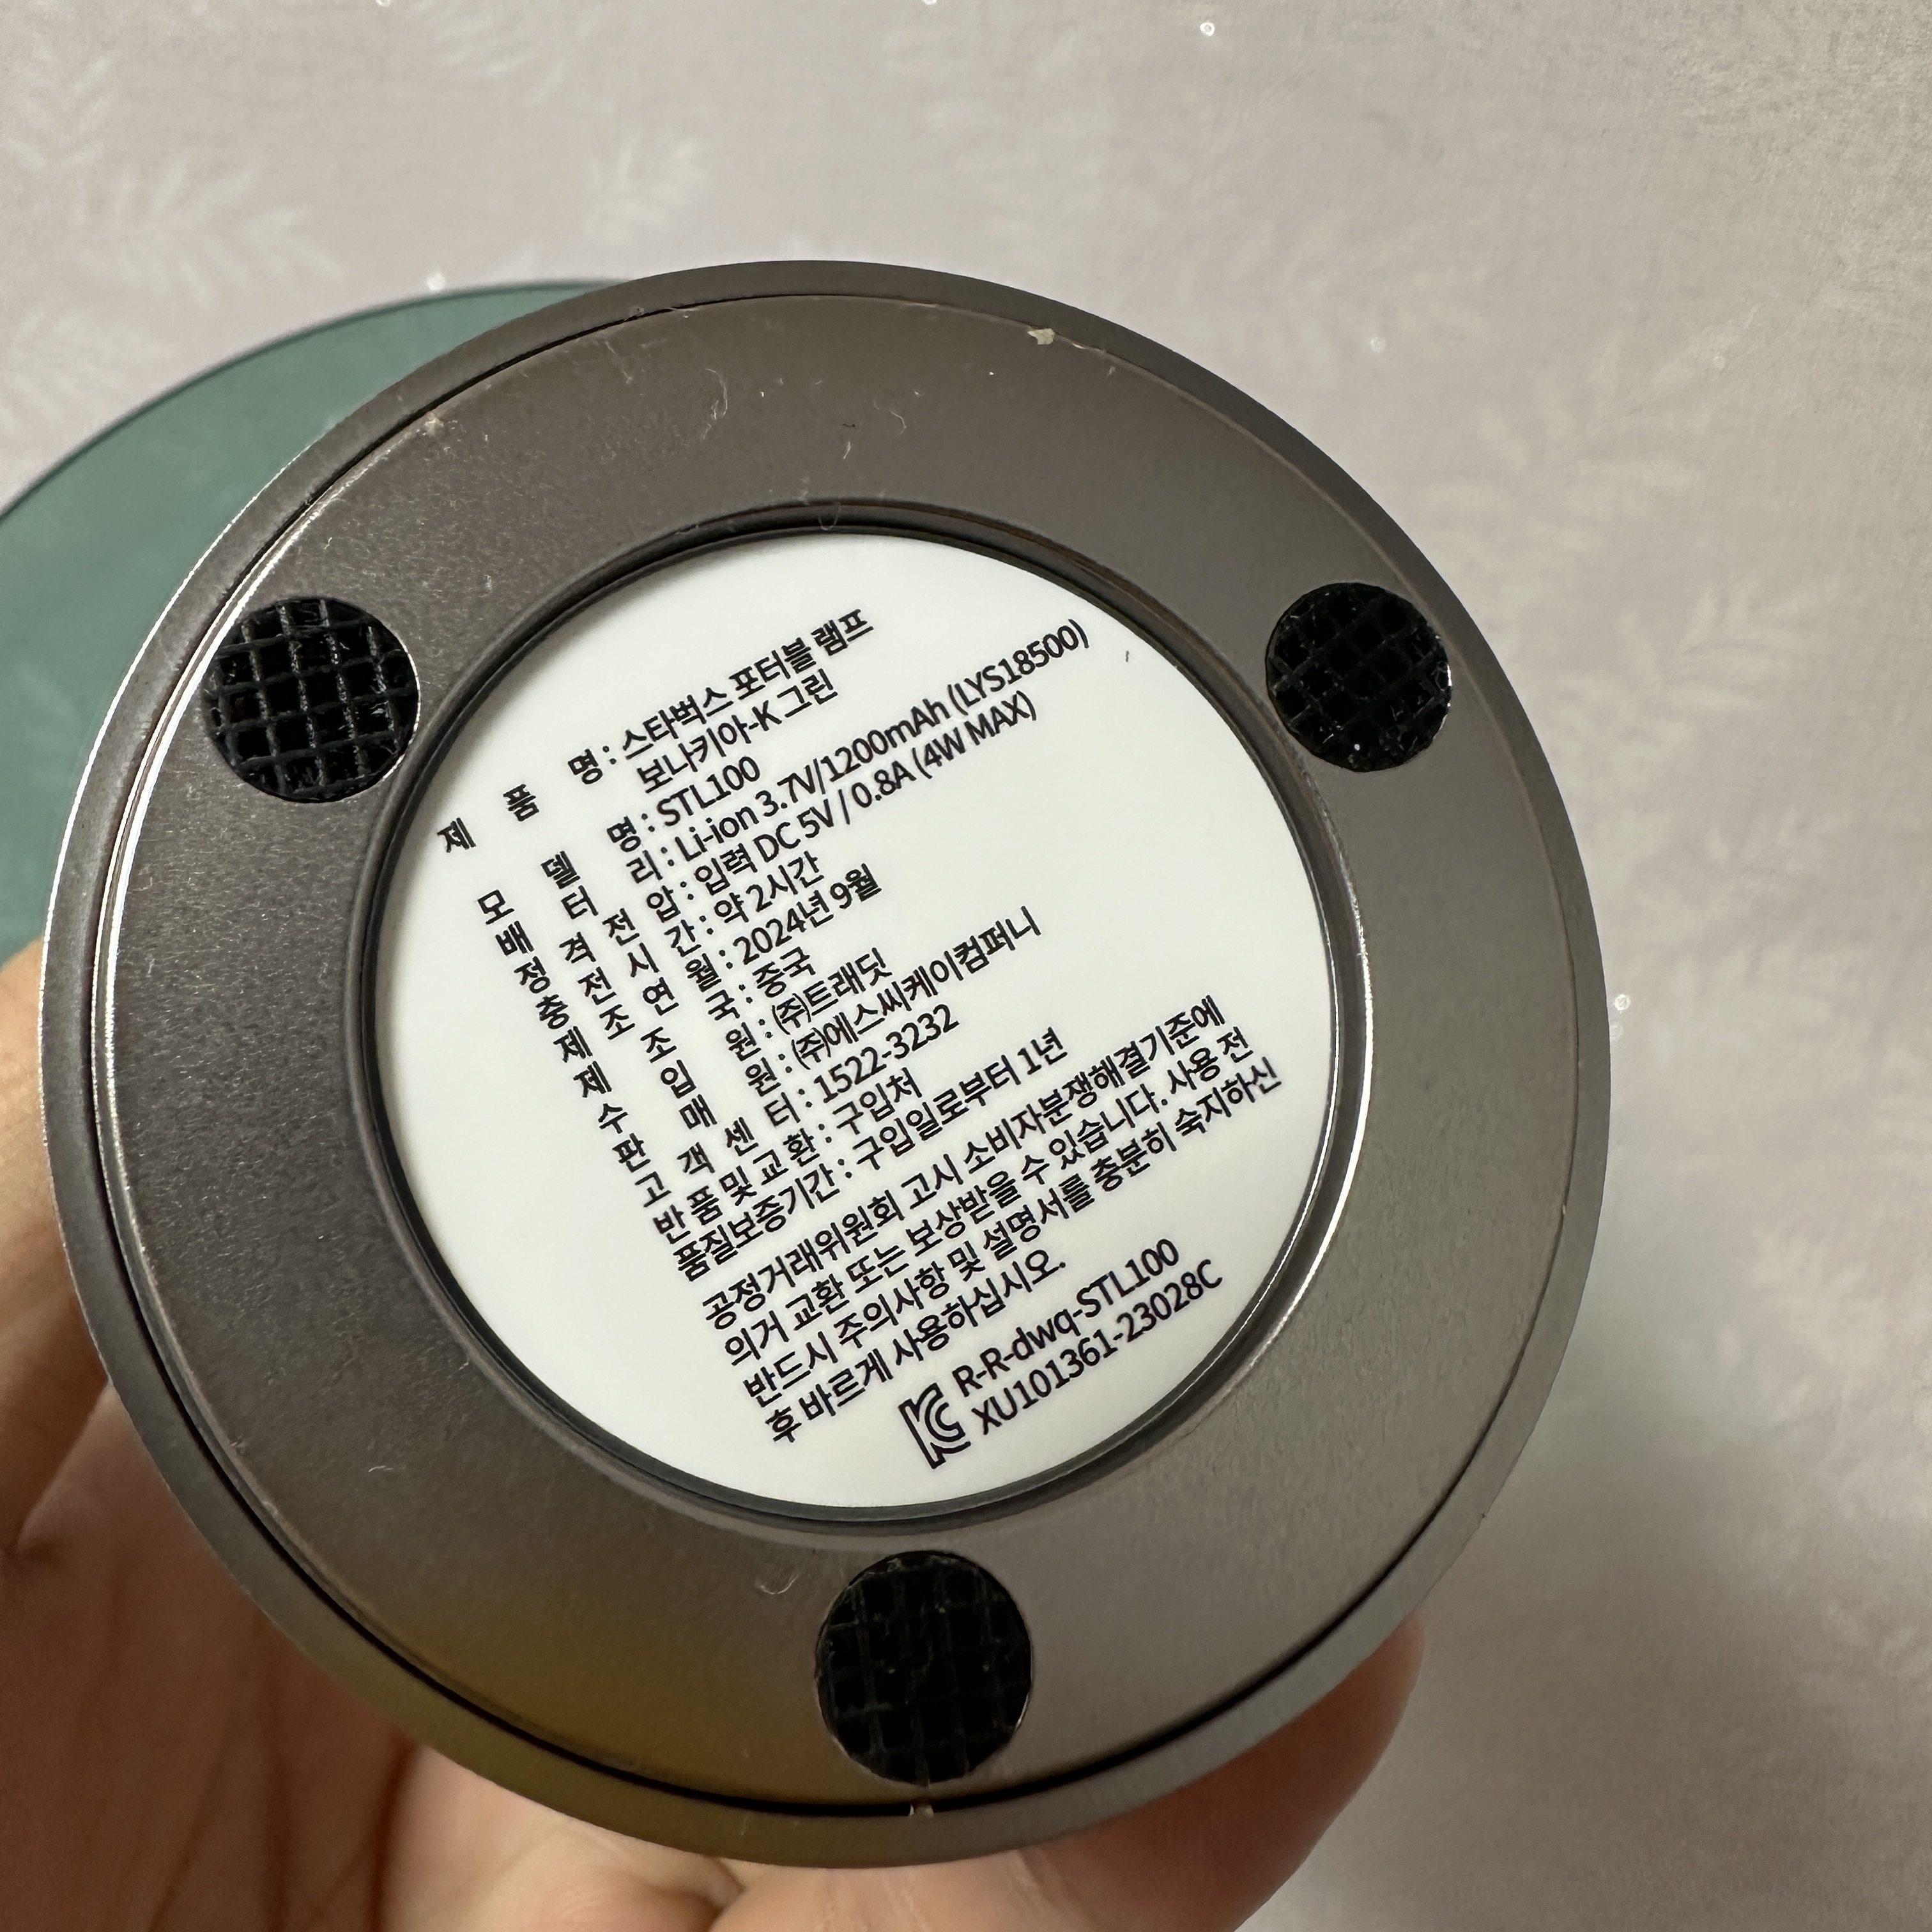 제 품 명 : 스타벅스 포터블 램프
보나키아-K 그린
모 델 명 : STL100
배 터 리 : Li-ion 3.7V/1200mAh (LYS18500)
정 격 전 압 : 입력 DC 5V / 0.8A (4W MAX)
충 전 시 간 : 약 2시간
제 조 연 월 : 2024년 9월
제 조 국 : 중국
수 입 원 : ㈜트래딧
판 매 원 : ㈜에스씨케이컴퍼니
고 객 센 터 : 1522-3232
반 품 및 교 환 : 구입처
품질보증기간 : 구입일로부터 1년
공정거래위원회 고시 소비자분쟁해결기준에
의거 교환 또는 보상받을 수 있습니다. 사용 전
반드시 주의사항 및 설명서를 충분히 숙지하신
후 바르게 사용하십시오.
R-R-dwq-STL100
XU101361-23028C